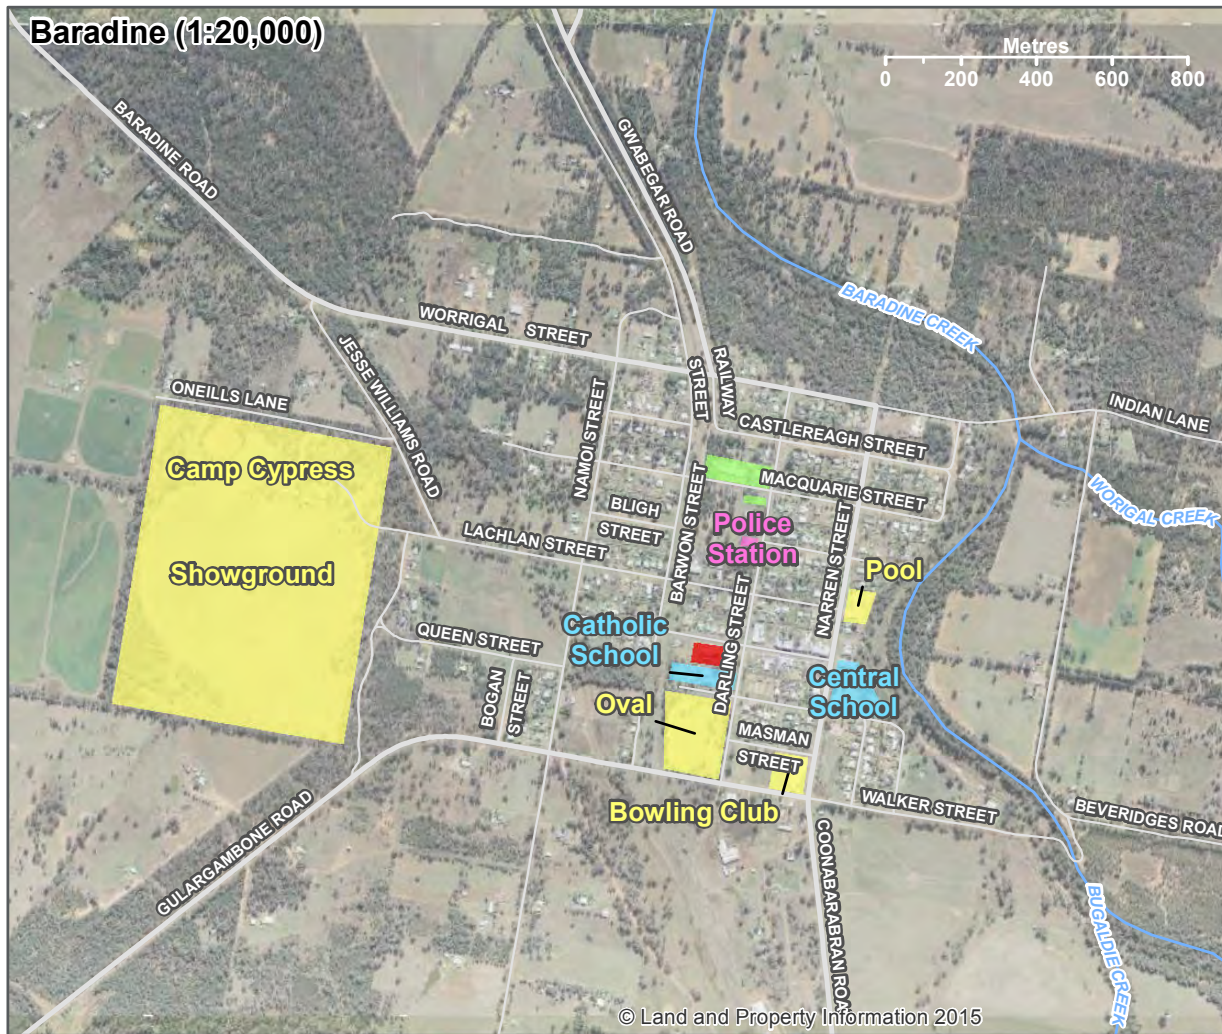 Baradine (1:20,000)
Metres
0 200 400 600 800
BARADINE ROAD
GWABEGAR ROAD
BARADINE CREEK
WORRIGAL STREET
JESSE WILLIAMS ROAD
ONEILLS LANE
RAILWAY
STREET
INDIAN LANE
NAMOI STREET
CASTLEREAGH STREET
Camp Cypress
MACQUARIE STREET
WORIGAL CREEK
BLIGH
STREET
BARWON STREET
Police
Station
LACHLAN STREET
NARREN STREET
Showground
Pool
QUEEN STREET
Catholic
School
DARLING STREET
Central
School
BOGAN
STREET
Oval
MASMAN
STREET
Bowling Club
WALKER STREET
BEVERIDGES ROAD
GULARGAMBONE ROAD
COONABARABRAN ROAD
BUGALDIE CREEK
© Land and Property Information 2015